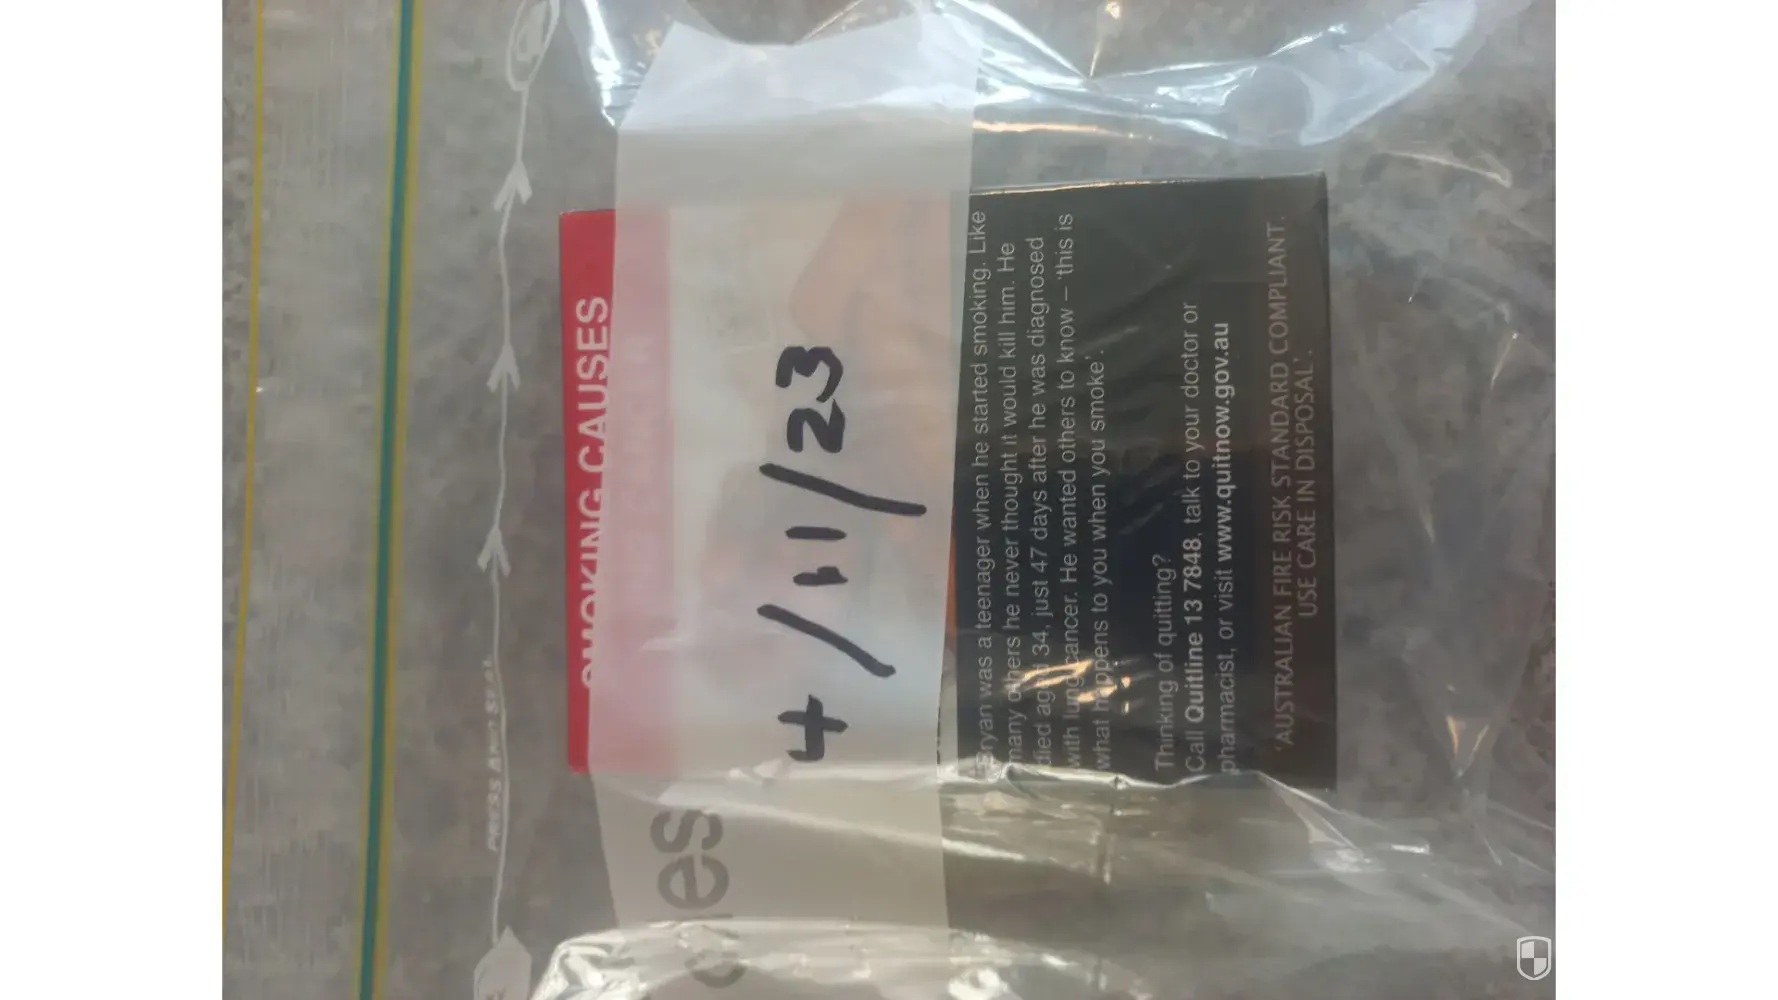 PRESS AND SEAL
SMOKING CAUSES
4/11/23
Bryan was a teenager when he started smoking. Like
many others he never thought it would kill him. He
died aged 34, just 47 days after he was diagnosed
with lung cancer. He wanted others to know – 'this is
what happens to you when you smoke'.
Thinking of quitting?
Call Quitline 13 7848, talk to your doctor or
pharmacist, or visit www.quitnow.gov.au
'AUSTRALIAN FIRE RISK STANDARD COMPLIANT.
USE CARE IN DISPOSAL'.